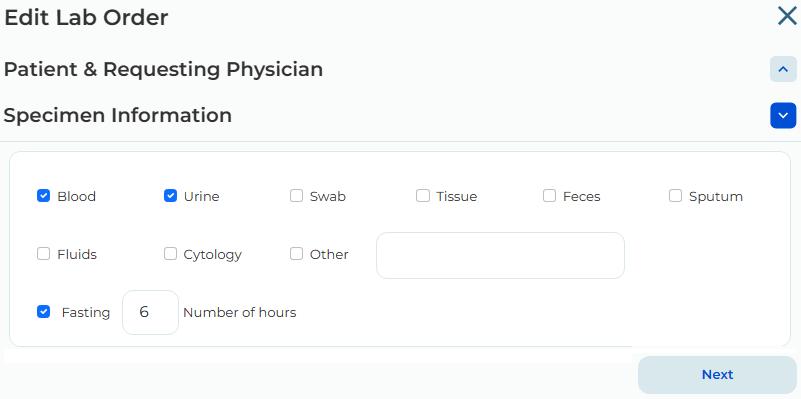 Edit Lab Order
Patient & Requesting Physician
Specimen Information
Blood Urine Swab Tissue Feces Sputum
Fluids Cytology Other
Fasting 6 Number of hours
Next